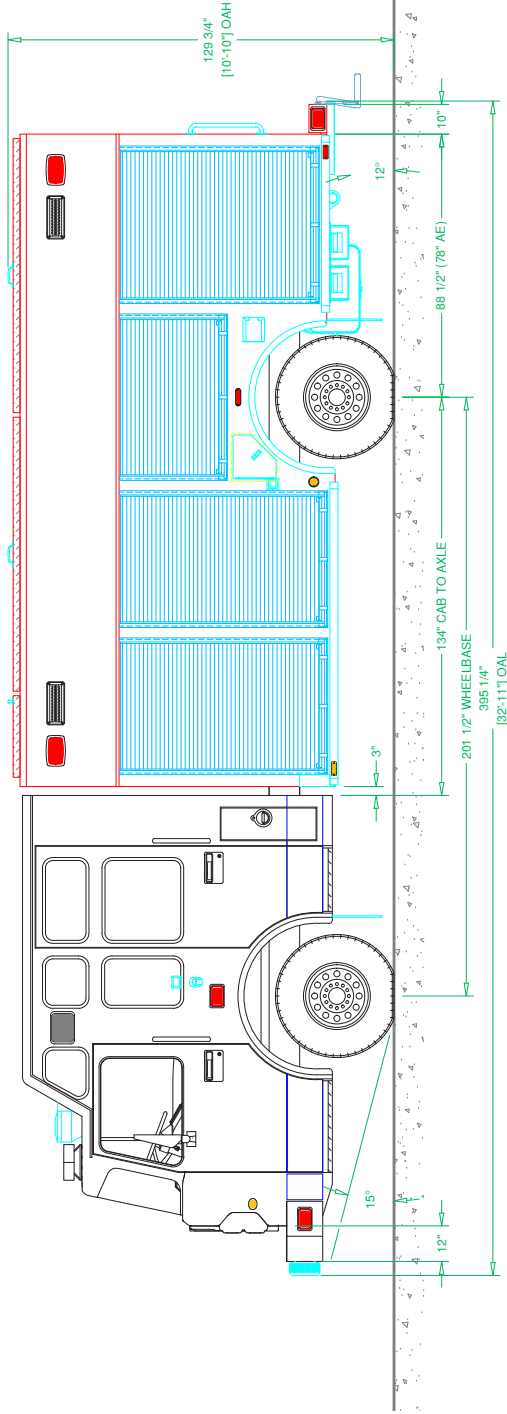 129 3/4"
[10'-10"] OAH
10"
12°
88 1/2" (78" AE)
134" CAB TO AXLE
3"
201 1/2" WHEELBASE
395 1/4"
[32'-11"] OAL
15°
12"